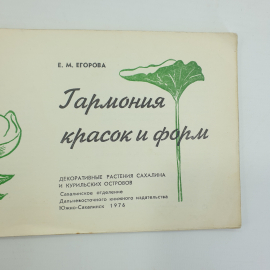 Е. М. ЕГОРОВА
Гармония
красок и форм
ДЕКОРАТИВНЫЕ РАСТЕНИЯ САХАЛИНА
И КУРИЛЬСКИХ ОСТРОВОВ
Сахалинское отделение
Дальневосточного книжного издательства
Южно-Сахалинск 1976